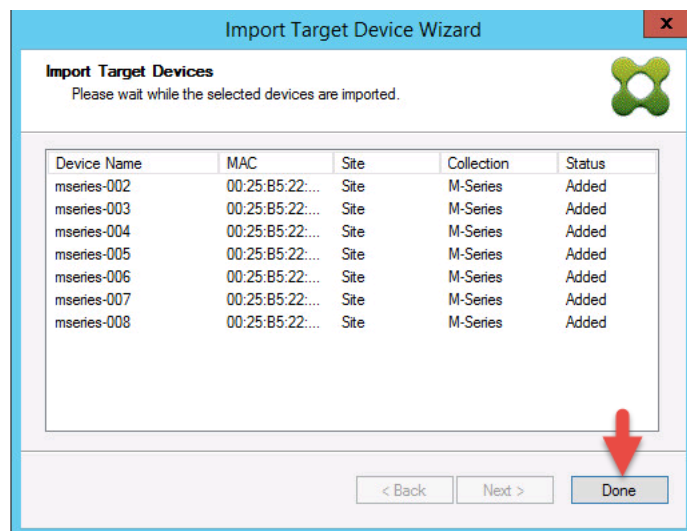 Import Target Device Wizard
x
Import Target Devices
Please wait while the selected devices are imported.
Device Name MAC Site Collection Status
mseries-002 00:25:B5:22:... Site M-Series Added
mseries-003 00:25:B5:22:... Site M-Series Added
mseries-004 00:25:B5:22:... Site M-Series Added
mseries-005 00:25:B5:22:... Site M-Series Added
mseries-006 00:25:B5:22:... Site M-Series Added
mseries-007 00:25:B5:22:... Site M-Series Added
mseries-008 00:25:B5:22:... Site M-Series Added
< Back Next > Done